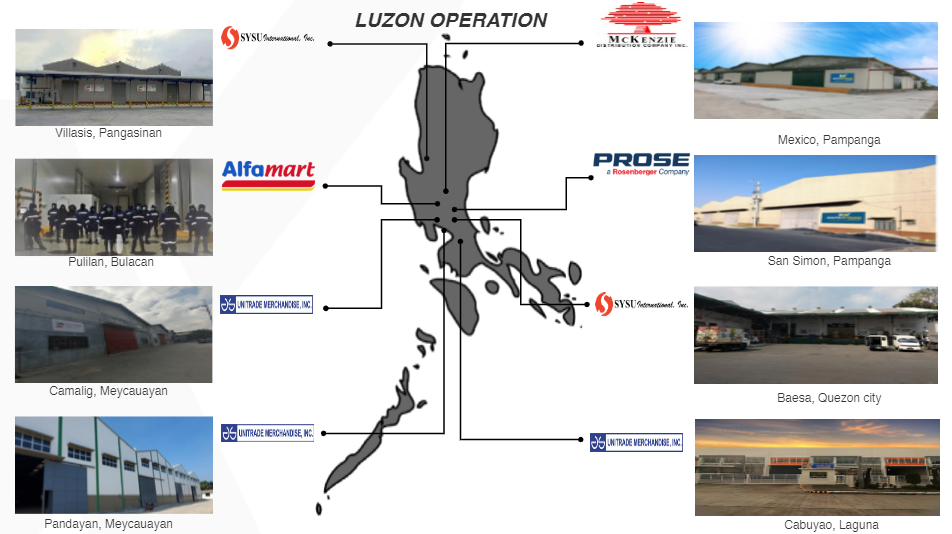 LUZON OPERATION
SYSU International, Inc.
Villasis, Pangasinan
McKENZIE
DISTRIBUTION COMPANY INC.
Mexico, Pampanga
Alfamart
Pulilan, Bulacan
PROSE
a Rosenberger Company
San Simon, Pampanga
UNITRADE MERCHANDISE, INC.
Camalig, Meycauayan
SYSU International, Inc.
Baesa, Quezon city
UNITRADE MERCHANDISE, INC.
Pandayan, Meycauayan
UNITRADE MERCHANDISE, INC.
Cabuyao, Laguna